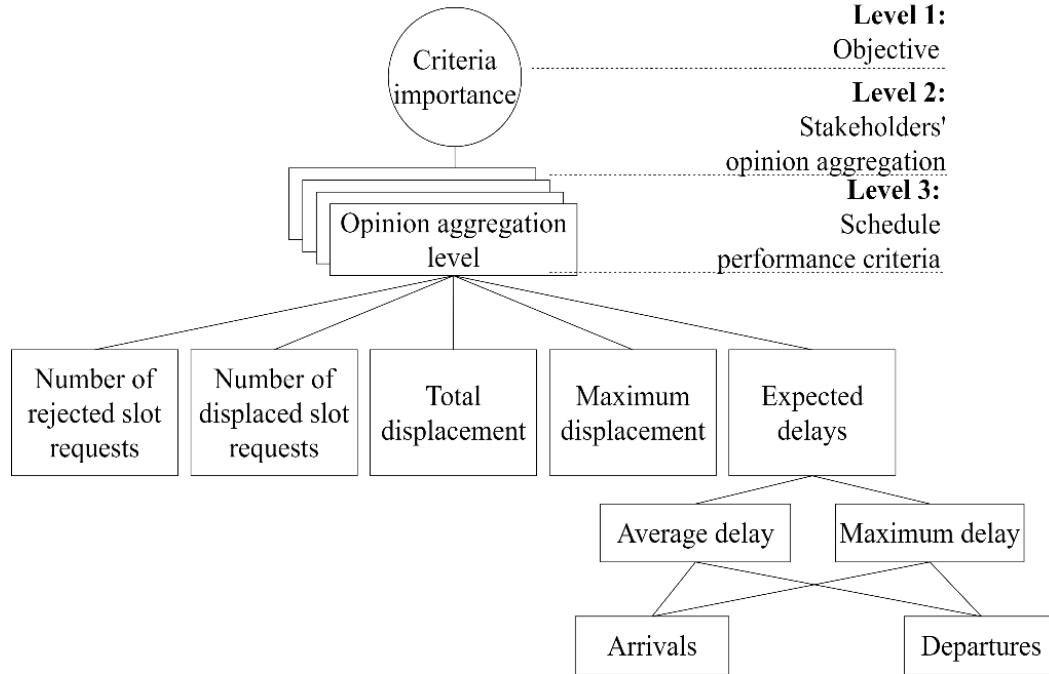 Criteria
importance
Level 1:
Objective
Level 2:
Stakeholders'
opinion aggregation
Level 3:
Schedule
performance criteria
Opinion aggregation
level
Number of
rejected slot
requests
Number of
displaced slot
requests
Total
displacement
Maximum
displacement
Expected
delays
Average delay
Maximum delay
Arrivals
Departures